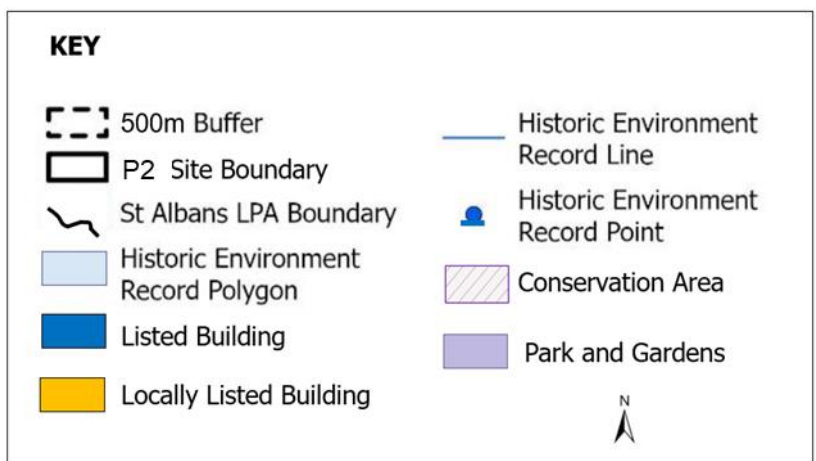 KEY
500m Buffer
P2 Site Boundary
St Albans LPA Boundary
Historic Environment
Record Polygon
Listed Building
Locally Listed Building
Historic Environment
Record Line
Historic Environment
Record Point
Conservation Area
Park and Gardens
N